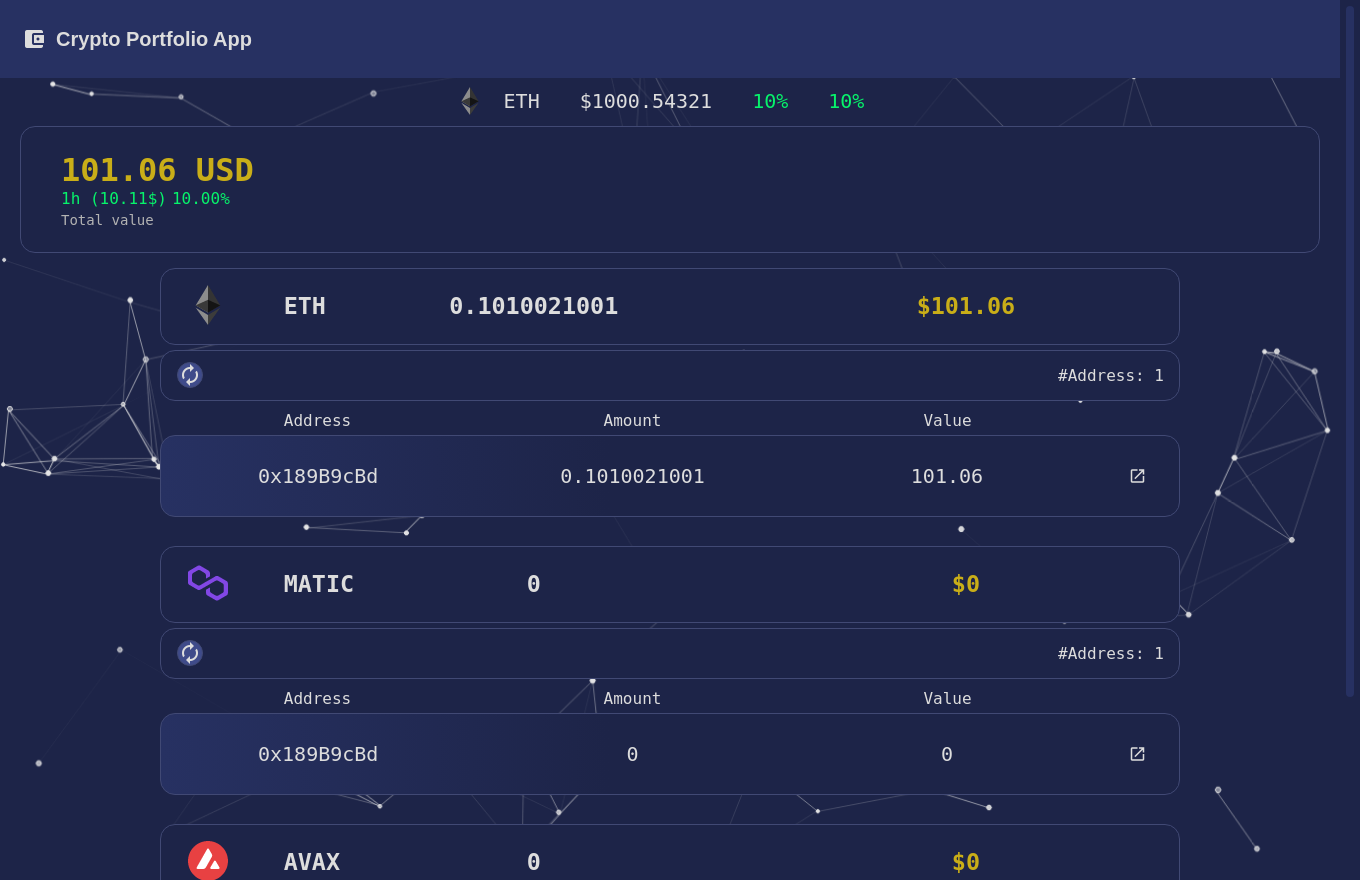 Crypto Portfolio App
ETH $1000.54321 10% 10%
101.06 USD
1h (10.11$) 10.00%
Total value
ETH 0.1010021001 $101.06
#Address: 1
Address Amount Value
0x189B9cBd 0.1010021001 101.06
MATIC 0 $0
#Address: 1
Address Amount Value
0x189B9cBd 0 0
AVAX 0 $0